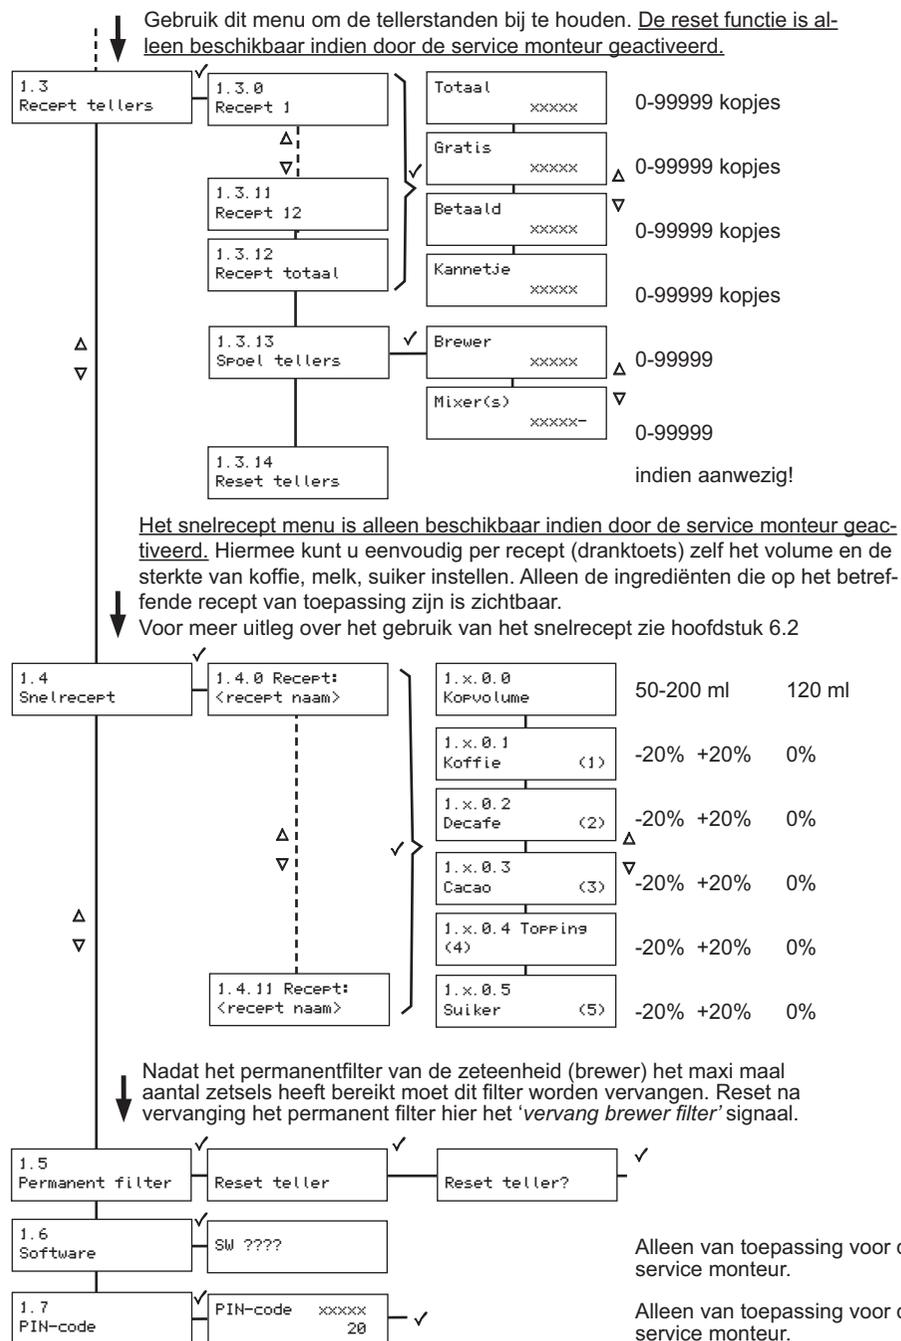 Gebruik dit menu om de tellerstanden bij te houden. De reset functie is al-
leen beschikbaar indien door de service monteur geactiveerd.
1.3
Recept tellers
1.3.0
Recept 1
Totaal
xxxxx
0-99999 kopjes
Gratis
xxxxx
0-99999 kopjes
1.3.11
Recept 12
Betaald
xxxxx
0-99999 kopjes
1.3.12
Recept totaal
Kannetje
xxxxx
0-99999 kopjes
1.3.13
Spoel tellers
Brewer
xxxxx
0-99999
Mixer(s)
xxxxx-
0-99999
1.3.14
Reset tellers
indien aanwezig!
Het snelrecept menu is alleen beschikbaar indien door de service monteur geac-
tiveerd. Hiermee kunt u eenvoudig per recept (dranktoets) zelf het volume en de
sterkte van koffie, melk, suiker instellen. Alleen de ingrediënten die op het betref-
fende recept van toepassing zijn is zichtbaar.
Voor meer uitleg over het gebruik van het snelrecept zie hoofdstuk 6.2
1.4
Snelrecept
1.4.0 Recept:
<recept naam>
1.x.0.0
Kopvolume
50-200 ml 120 ml
1.x.0.1
Koffie (1)
-20% +20% 0%
1.x.0.2
Decafe (2)
-20% +20% 0%
1.x.0.3
Cacao (3)
-20% +20% 0%
1.x.0.4 Topping
(4)
-20% +20% 0%
1.4.11 Recept:
<recept naam>
1.x.0.5
Suiker (5)
-20% +20% 0%
Nadat het permanentfilter van de zeteenheid (brewer) het maxi maal
aantal zetsels heeft bereikt moet dit filter worden vervangen. Reset na
vervanging het permanent filter hier het ‘vervang brewer filter’ signaal.
1.5
Permanent filter
Reset teller
Reset teller?
1.6
Software
SW ????
Alleen van toepassing voor
service monteur.
1.7
PIN-code
PIN-code xxxxx
20
Alleen van toepassing voor
service monteur.